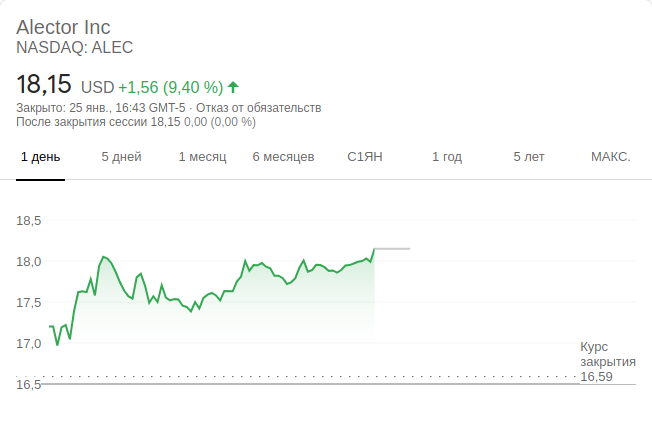 Alector Inc
NASDAQ: ALEC
18,15 USD +1,56 (9,40 %)
Закрыто: 25 янв., 16:43 GMT-5 · Отказ от обязательств
После закрытия сессии 18,15 0,00 (0,00 %)
1 день 5 дней 1 месяц 6 месяцев С1ЯН 1 год 5 лет МАКС.
18,5
18,0
17,5
17,0
16,5
Курс
закрытия
16,59